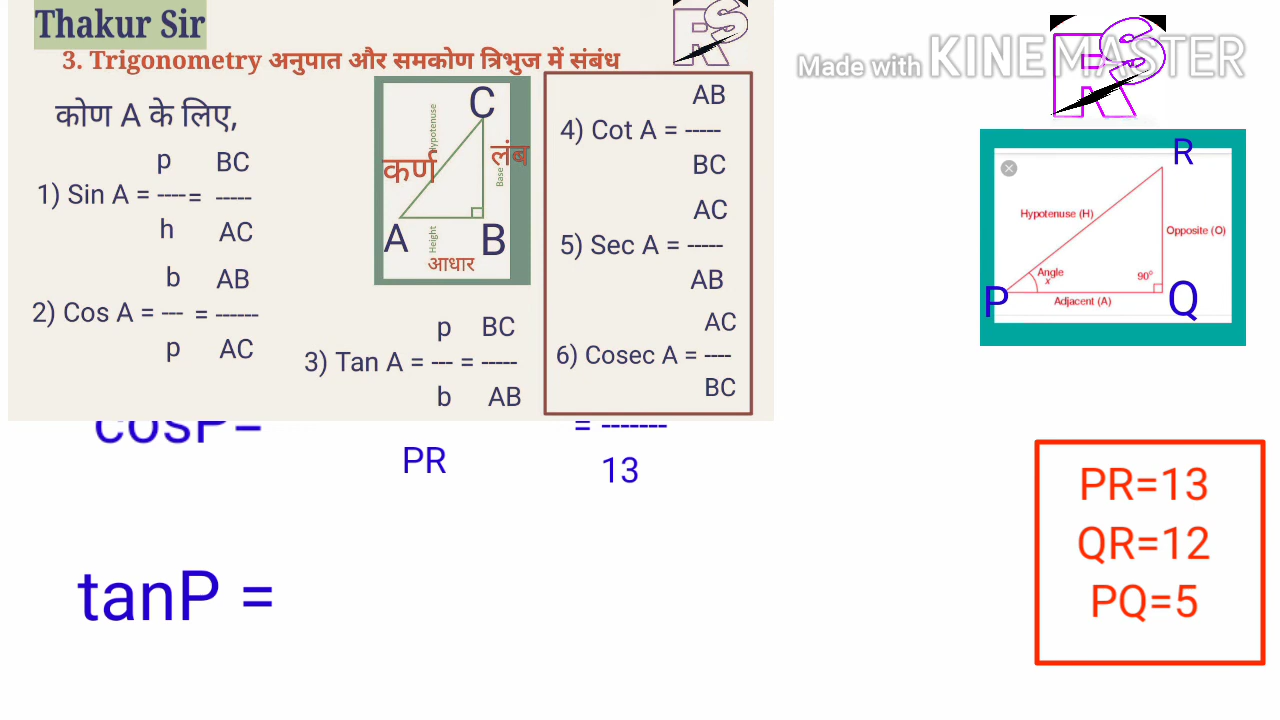 Thakur Sir
3. Trigonometry अनुपात और समकोण त्रिभुज में संबंध
कोण A के लिए,
p BC
1) Sin A = ----= -----
h AC
b AB
2) Cos A = --- = ------
p AC
C
Hypotenuse
कर्ण
लंब
Base
A
Height
B
आधार
p BC
3) Tan A = --- = -----
b AB
AB
4) Cot A = -----
BC
AC
5) Sec A = -----
AB
AC
6) Cosec A = ----
BC
Made with KINEMASTER
R
Hypotenuse (H)
Opposite (O)
Angle
x
90°
P
Adjacent (A)
Q
cosP=
= -------
PR
13
tanP =
PR=13
QR=12
PQ=5